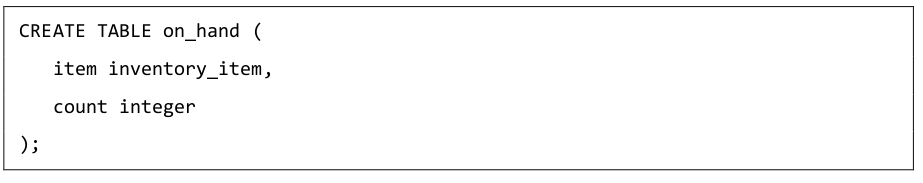 CREATE TABLE on_hand (
   item inventory_item,
   count integer
);